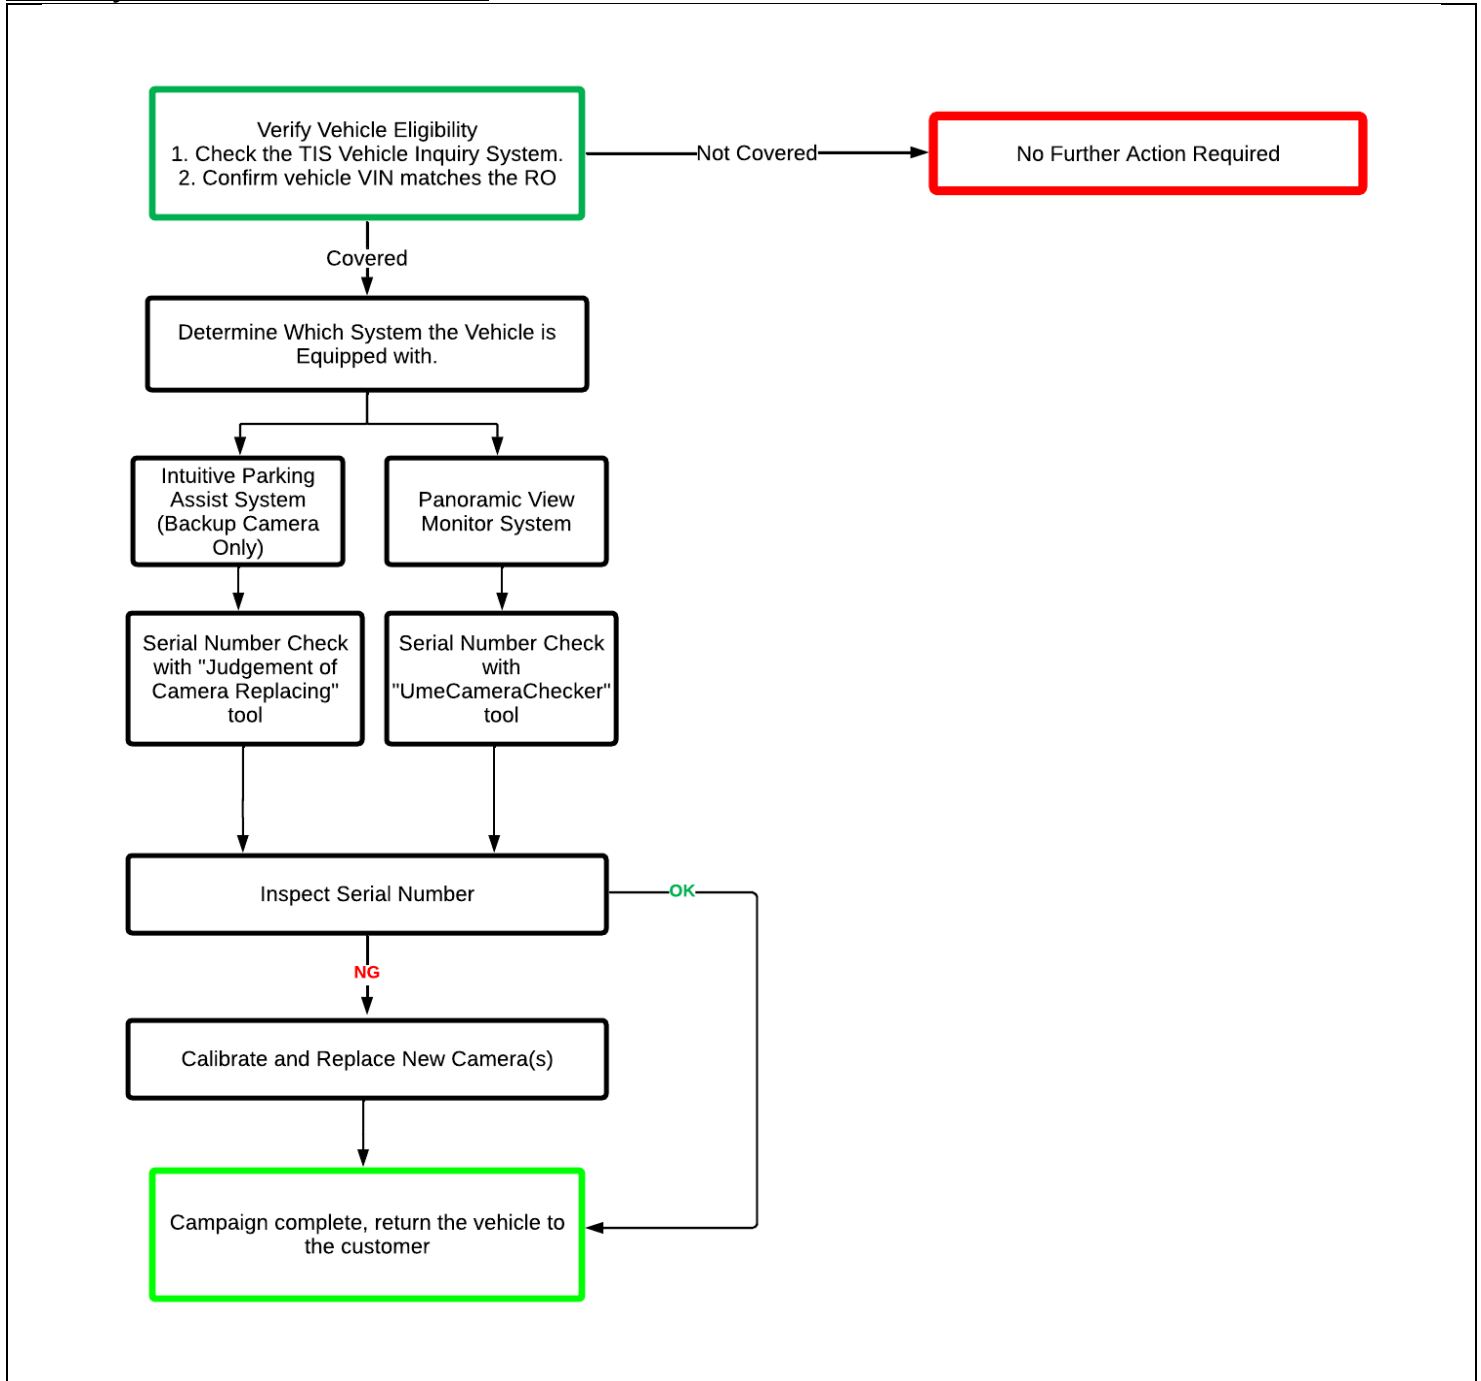 Verify Vehicle Eligibility
1. Check the TIS Vehicle Inquiry System.
2. Confirm vehicle VIN matches the RO
Not Covered
No Further Action Required
Covered
Determine Which System the Vehicle is
Equipped with.
Intuitive Parking
Assist System
(Backup Camera
Only)
Panoramic View
Monitor System
Serial Number Check
with "Judgement of
Camera Replacing"
tool
Serial Number Check
with
"UmeCameraChecker"
tool
Inspect Serial Number
OK
NG
Calibrate and Replace New Camera(s)
Campaign complete, return the vehicle to
the customer